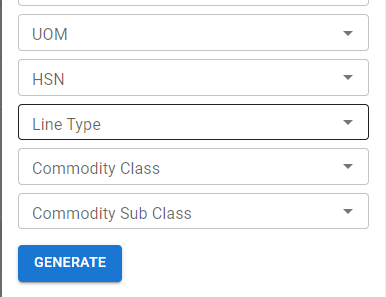 UOM
HSN
Line Type
Commodity Class
Commodity Sub Class
GENERATE